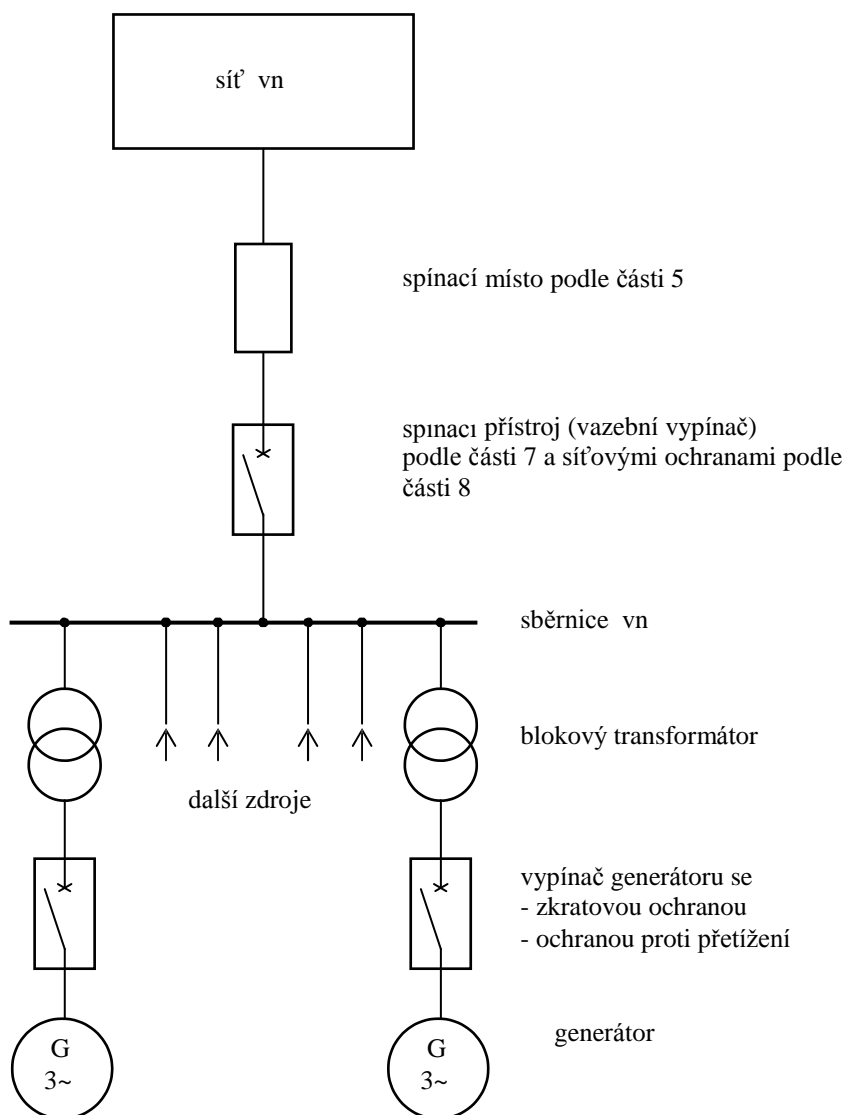 síť vn
spínací místo podle části 5
spínací přístroj (vazební vypínač)
podle části 7 a síťovými ochranami podle
části 8
sběrnice vn
blokový transformátor
další zdroje
vypínač generátoru se
- zkratovou ochranou
- ochranou proti přetížení
generátor
G
3~
G
3~